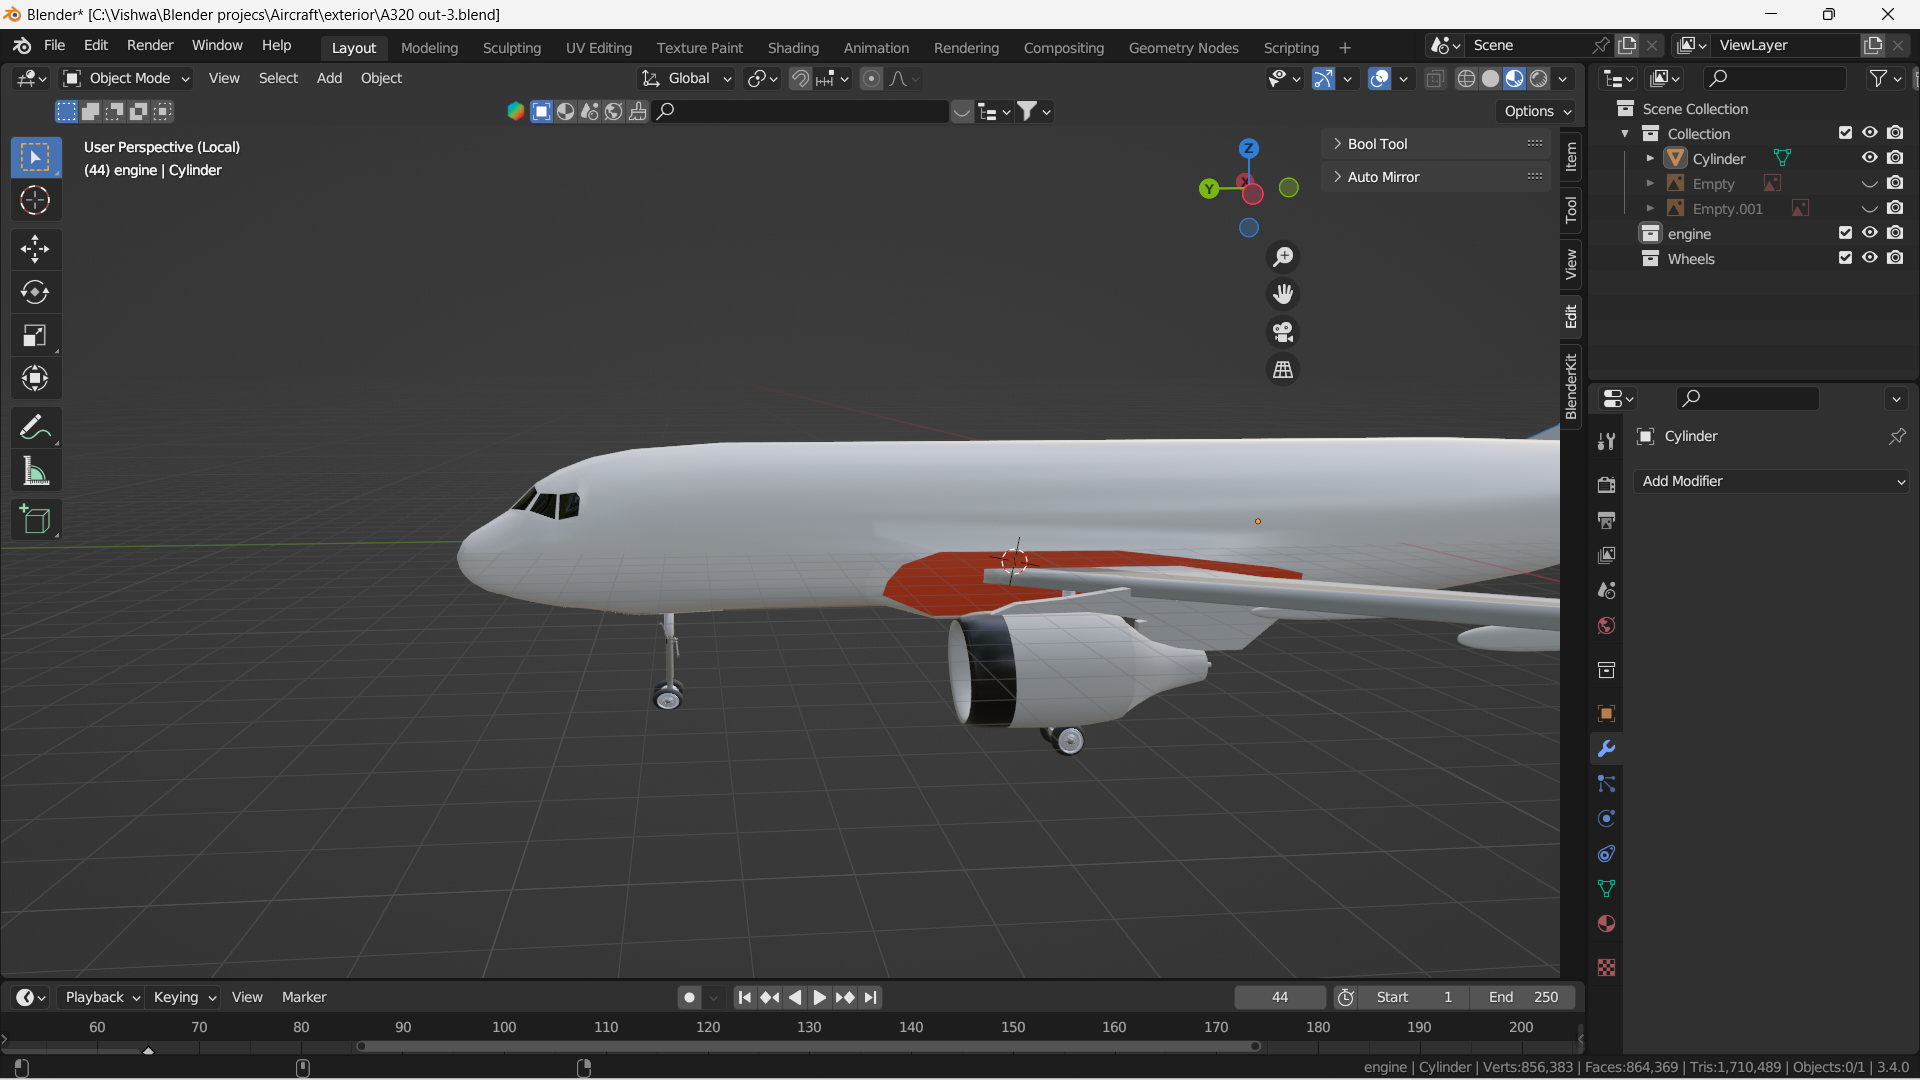 Blender* [C:\Vishwa\Blender projecs\Aircraft\exterior\A320 out-3.blend]
File Edit Render Window Help Layout Modeling Sculpting UV Editing Texture Paint Shading Animation Rendering Compositing Geometry Nodes Scripting + Scene ViewLayer
Object Mode View Select Add Object Global
Options
User Perspective (Local)
(44) engine | Cylinder
Z
Y
X
Bool Tool
Auto Mirror
Item
Tool
View
Edit
BlenderKit
Scene Collection
Collection
Cylinder
Empty
Empty.001
engine
Wheels
Cylinder
Add Modifier
Playback Keying View Marker 44 Start 1 End 250
60 70 80 90 100 110 120 130 140 150 160 170 180 190 200
engine | Cylinder | Verts:856,383 | Faces:864,369 | Tris:1,710,489 | Objects:0/1 | 3.4.0